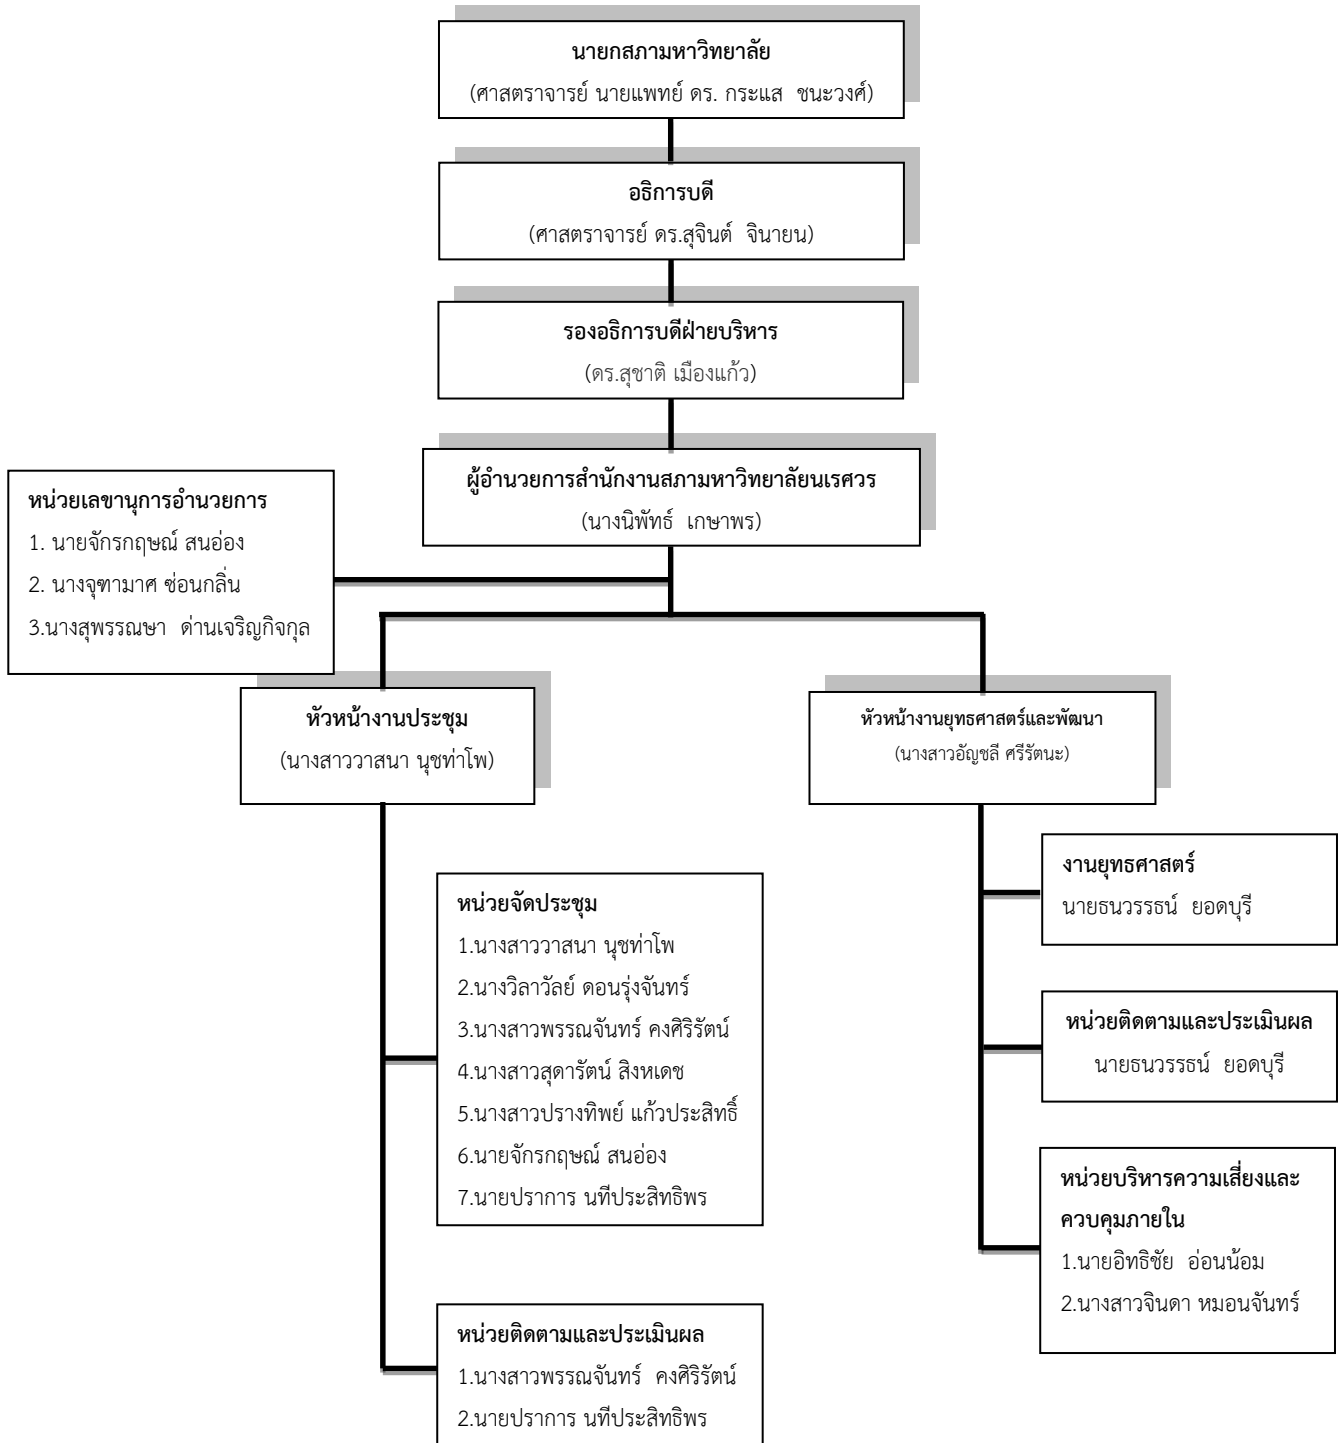 นายกสภามหาวิทยาลัย
(ศาสตราจารย์ นายแพทย์ ดร. กระแส  ชนะวงศ์)
อธิการบดี
(ศาสตราจารย์ ดร.สุจินต์  จินายน)
รองอธิการบดีฝ่ายบริหาร
(ดร.สุชาติ เมืองแก้ว)
ผู้อำนวยการสำนักงานสภามหาวิทยาลัยนเรศวร
(นางนิพัทธ์  เกษาพร)
หน่วยเลขานุการอำนวยการ
1. นายจักรกฤษณ์ สนอ่อง
2. นางจุฑามาศ ซ่อนกลิ่น
3.นางสุพรรณษา  ด่านเจริญกิจกุล
หัวหน้างานประชุม
(นางสาววาสนา นุชท่าโพ)
หน่วยจัดประชุม
1.นางสาววาสนา นุชท่าโพ
2.นางวิลาวัลย์ ดอนรุ่งจันทร์
3.นางสาวพรรณจันทร์ คงศิริรัตน์
4.นางสาวสุดารัตน์ สิงหเดช
5.นางสาวปรางทิพย์ แก้วประสิทธิ์
6.นายจักรกฤษณ์ สนอ่อง
7.นายปราการ นทีประสิทธิพร
หน่วยติดตามและประเมินผล
1.นางสาวพรรณจันทร์  คงศิริรัตน์
2.นายปราการ นทีประสิทธิพร
หัวหน้างานยุทธศาสตร์และพัฒนา
(นางสาวอัญชลี ศรีรัตนะ)
งานยุทธศาสตร์
นายธนวรรธน์  ยอดบุรี
หน่วยติดตามและประเมินผล
นายธนวรรธน์  ยอดบุรี
หน่วยบริหารความเสี่ยงและ
ควบคุมภายใน
1.นายอิทธิชัย  อ่อนน้อม
2.นางสาวจินดา หมอนจันทร์